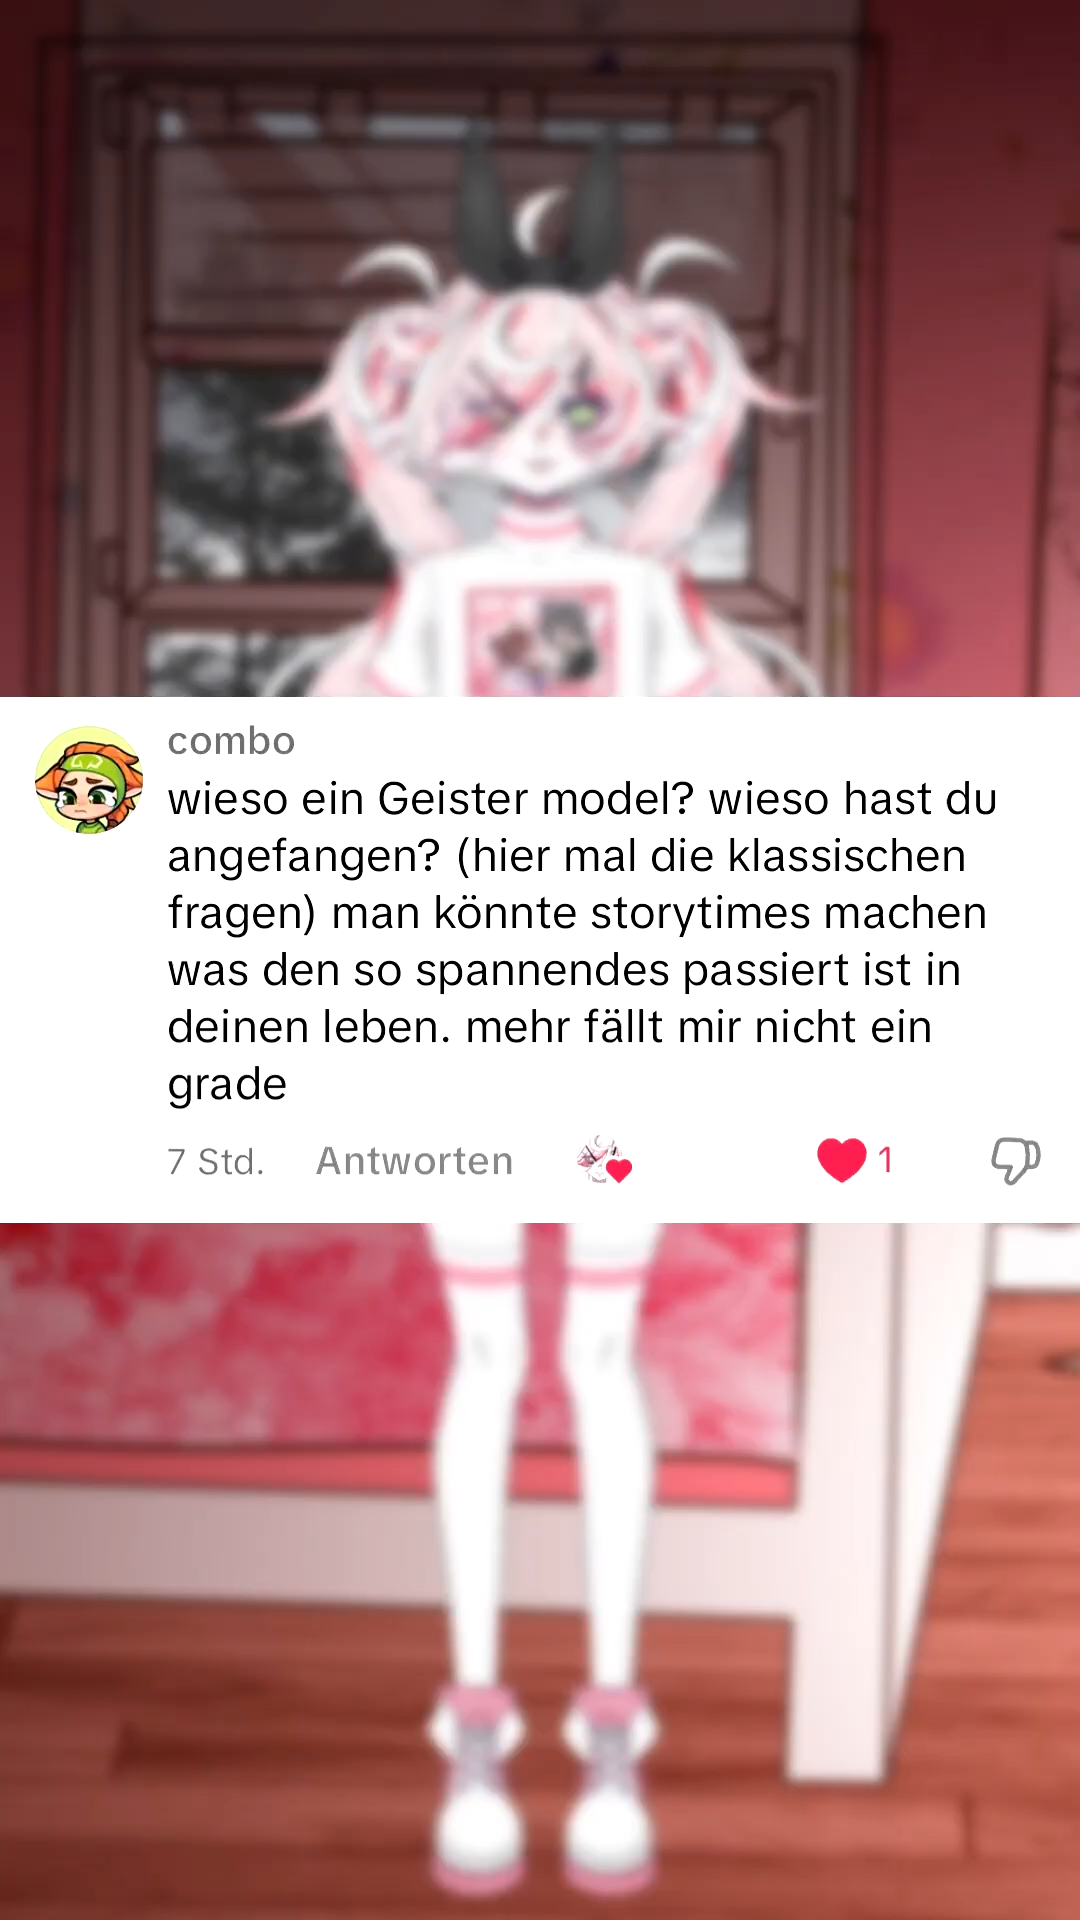 combo
wieso ein Geister model? wieso hast du
angefangen? (hier mal die klassischen
fragen) man könnte storytimes machen
was den so spannendes passiert ist in
deinen leben. mehr fällt mir nicht ein
grade
7 Std. Antworten 1